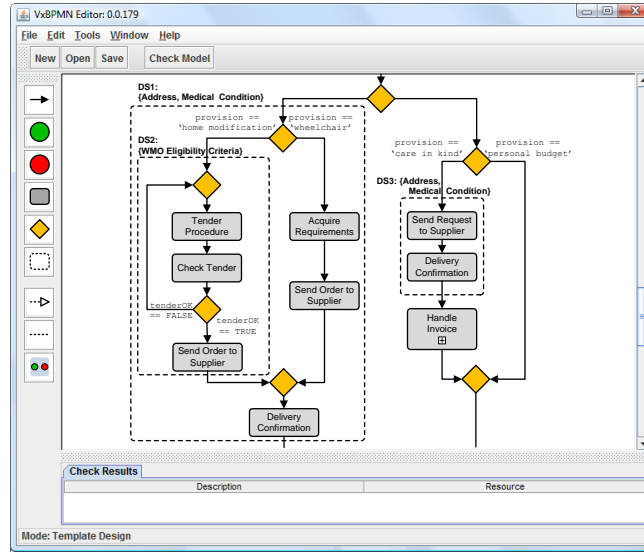 VxBPMN Editor: 0.0.179
File Edit Tools Window Help
New Open Save Check Model
DS1:
{Address, Medical Condition}
provision == provision ==
'home modification' 'wheelchair'
DS2:
{WMO Eligibility Criteria}
provision == provision ==
'care in kind' 'personal budget'
DS3: {Address,
Medical Condition}
Tender
Procedure
Acquire
Requirements
Send Request
to Supplier
Check Tender
Delivery
Confirmation
Send Order to
Supplier
tenderOK
== FALSE
tenderOK
== TRUE
Handle
Invoice
Send Order to
Supplier
Delivery
Confirmation
Check Results
Description Resource
Mode: Template Design